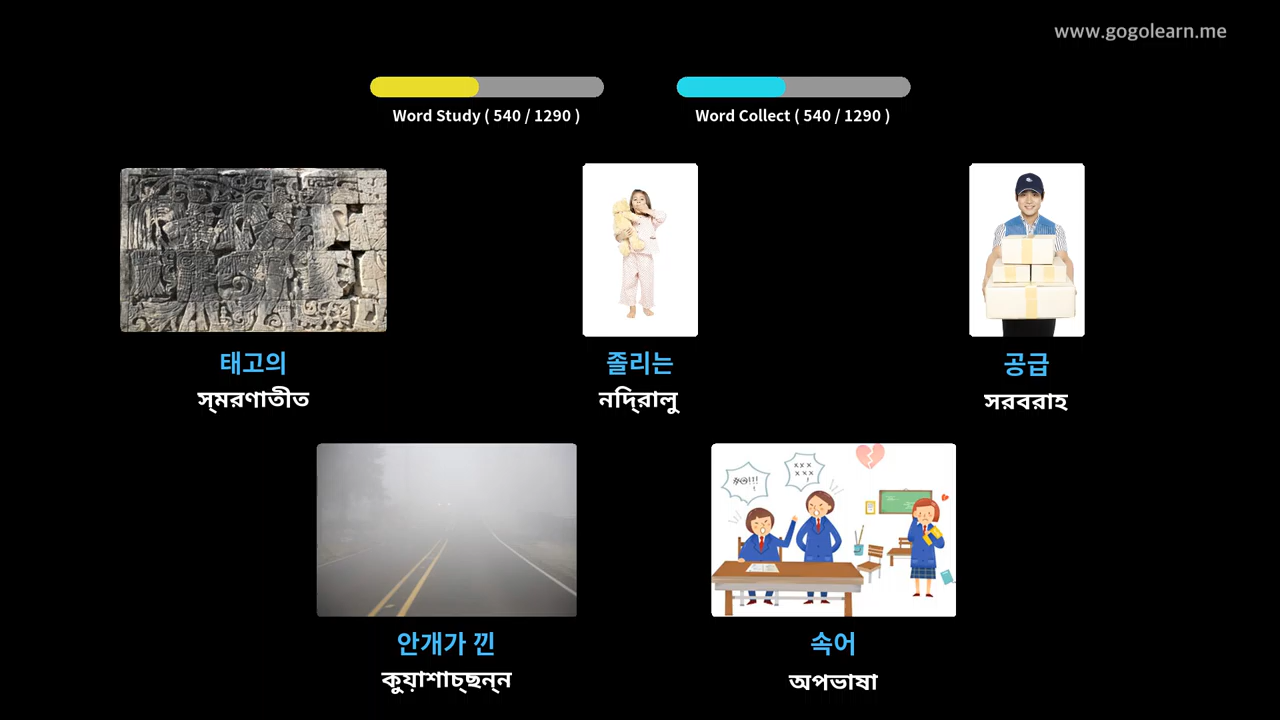 www.gogolearn.me
Word Study ( 540 / 1290 )
Word Collect ( 540 / 1290 )
태고의
স্মরণাতীত
졸리는
নিদ্রালু
공급
সরবরাহ
안개가 낀
কুয়াশাচ্ছন্ন
속어
অপভাষা